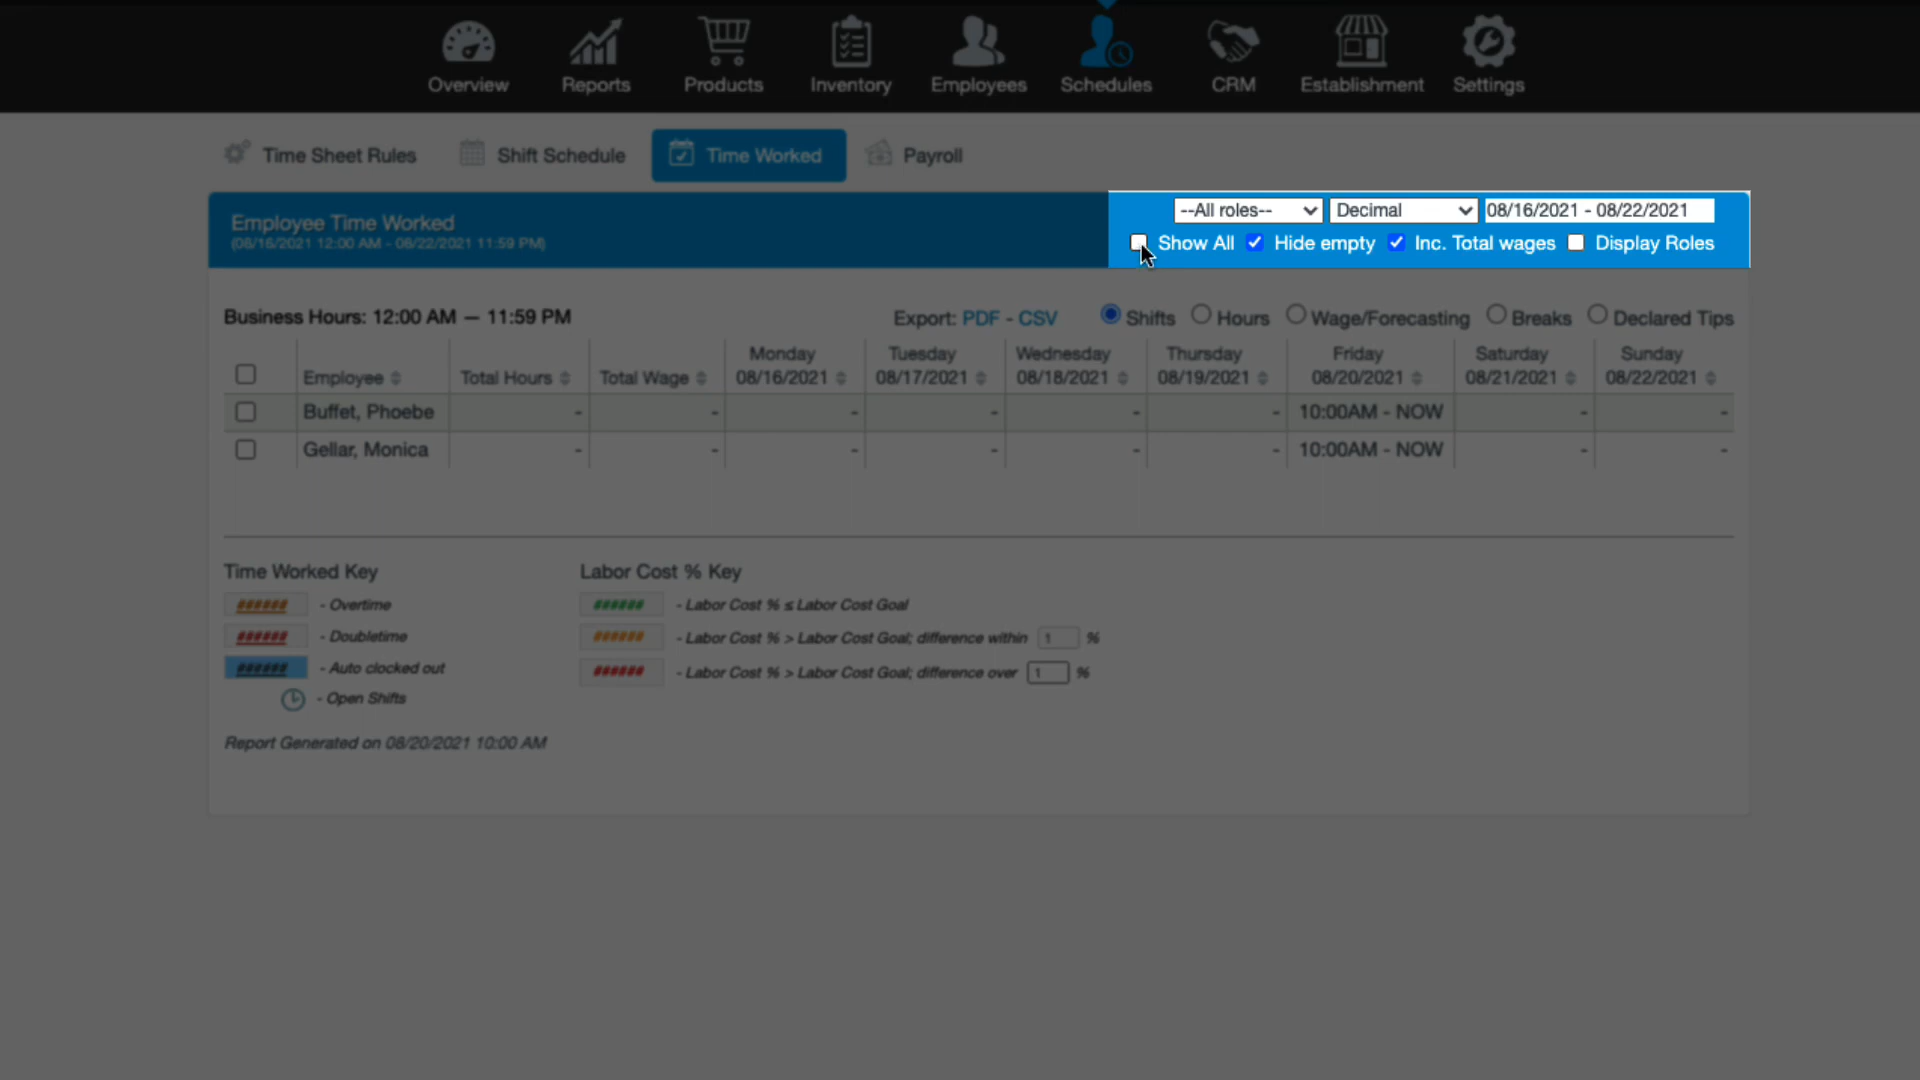 Overview Reports Products Inventory Employees Schedules CRM Establishment Settings
Time Sheet Rules Shift Schedule Time Worked Payroll
Employee Time Worked
(08/16/2021 12:00 AM - 08/22/2021 11:59 PM)
--All roles-- Decimal 08/16/2021 - 08/22/2021
Show All Hide empty Inc. Total wages Display Roles
Business Hours: 12:00 AM — 11:59 PM
Export: PDF - CSV Shifts Hours Wage/Forecasting Breaks Declared Tips
Monday Tuesday Wednesday Thursday Friday Saturday Sunday
Employee Total Hours Total Wage 08/16/2021 08/17/2021 08/18/2021 08/19/2021 08/20/2021 08/21/2021 08/22/2021
Buffet, Phoebe - - - - - - 10:00AM - NOW - -
Gellar, Monica - - - - - - 10:00AM - NOW - -
Time Worked Key
###### - Overtime
###### - Doubletime
###### - Auto clocked out
- Open Shifts
Labor Cost % Key
###### - Labor Cost % ≤ Labor Cost Goal
###### - Labor Cost % > Labor Cost Goal; difference within 1 %
###### - Labor Cost % > Labor Cost Goal; difference over 1 %
Report Generated on 08/20/2021 10:00 AM